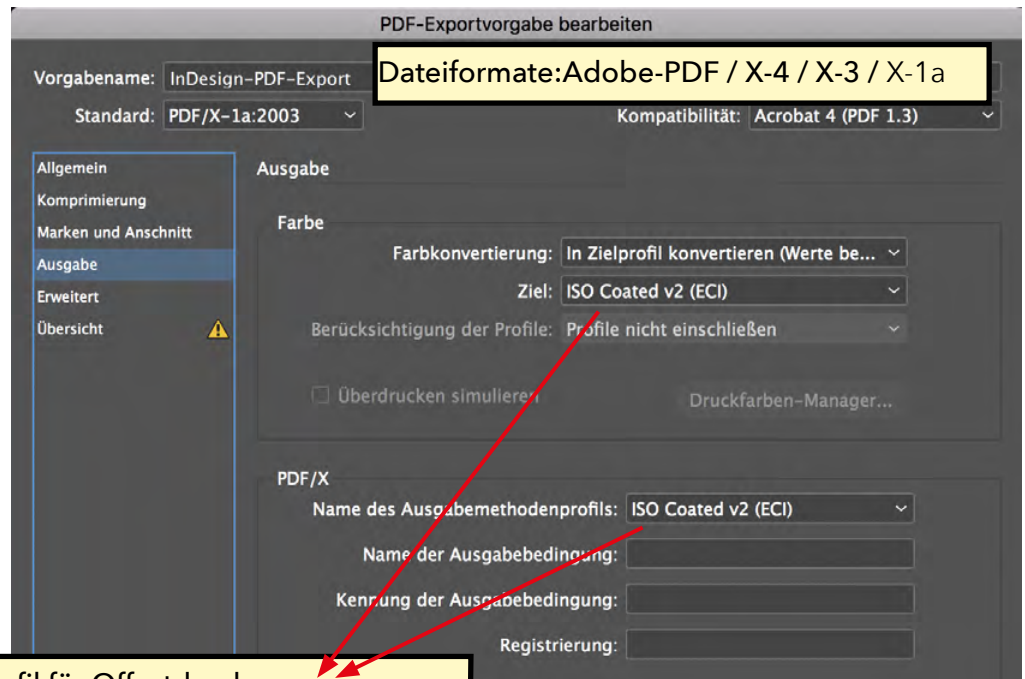 PDF-Exportvorgabe bearbeiten
Dateiformate:Adobe-PDF / X-4 / X-3 / X-1a
Vorgabename: InDesign-PDF-Export
Standard: PDF/X-1a:2003 Kompatibilität: Acrobat 4 (PDF 1.3)
Allgemein
Komprimierung
Marken und Anschnitt
Ausgabe
Erweitert
Übersicht
Ausgabe
Farbe
Farbkonvertierung: In Zielprofil konvertieren (Werte be...
Ziel: ISO Coated v2 (ECI)
Berücksichtigung der Profile: Profile nicht einschließen
Überdrucken simulieren Druckfarben-Manager...
PDF/X
Name des Ausgabemethodenprofils: ISO Coated v2 (ECI)
Name der Ausgabebedingung:
Kennung der Ausgabebedingung:
Registrierung: